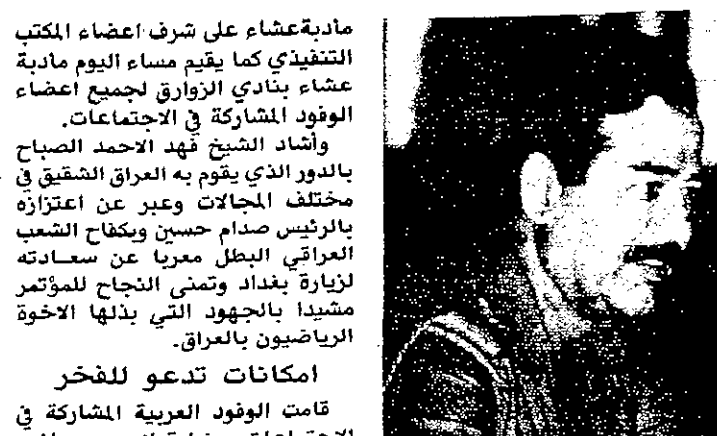 مأدبة عشاء على شرف اعضاء المكتب
التنفيذي كما يقيم مساء اليوم مأدبة
عشاء بنادي الزوارق لجميع اعضاء
الوفود المشاركة في الاجتماعات.
وأشاد الشيخ فهد الاحمد الصباح
بالدور الذي يقوم به العراق الشقيق في
مختلف المجالات وعبر عن اعتزازه
بالرئيس صدام حسين وبكفاح الشعب
العراقي البطل معربا عن سعادته
لزيارة بغداد وتمنى النجاح للمؤتمر
مشيدا بالجهود التي بذلها الاخوة
الرياضيون بالعراق.
امكانات تدعو للفخر
قامت الوفود العربية المشاركة في